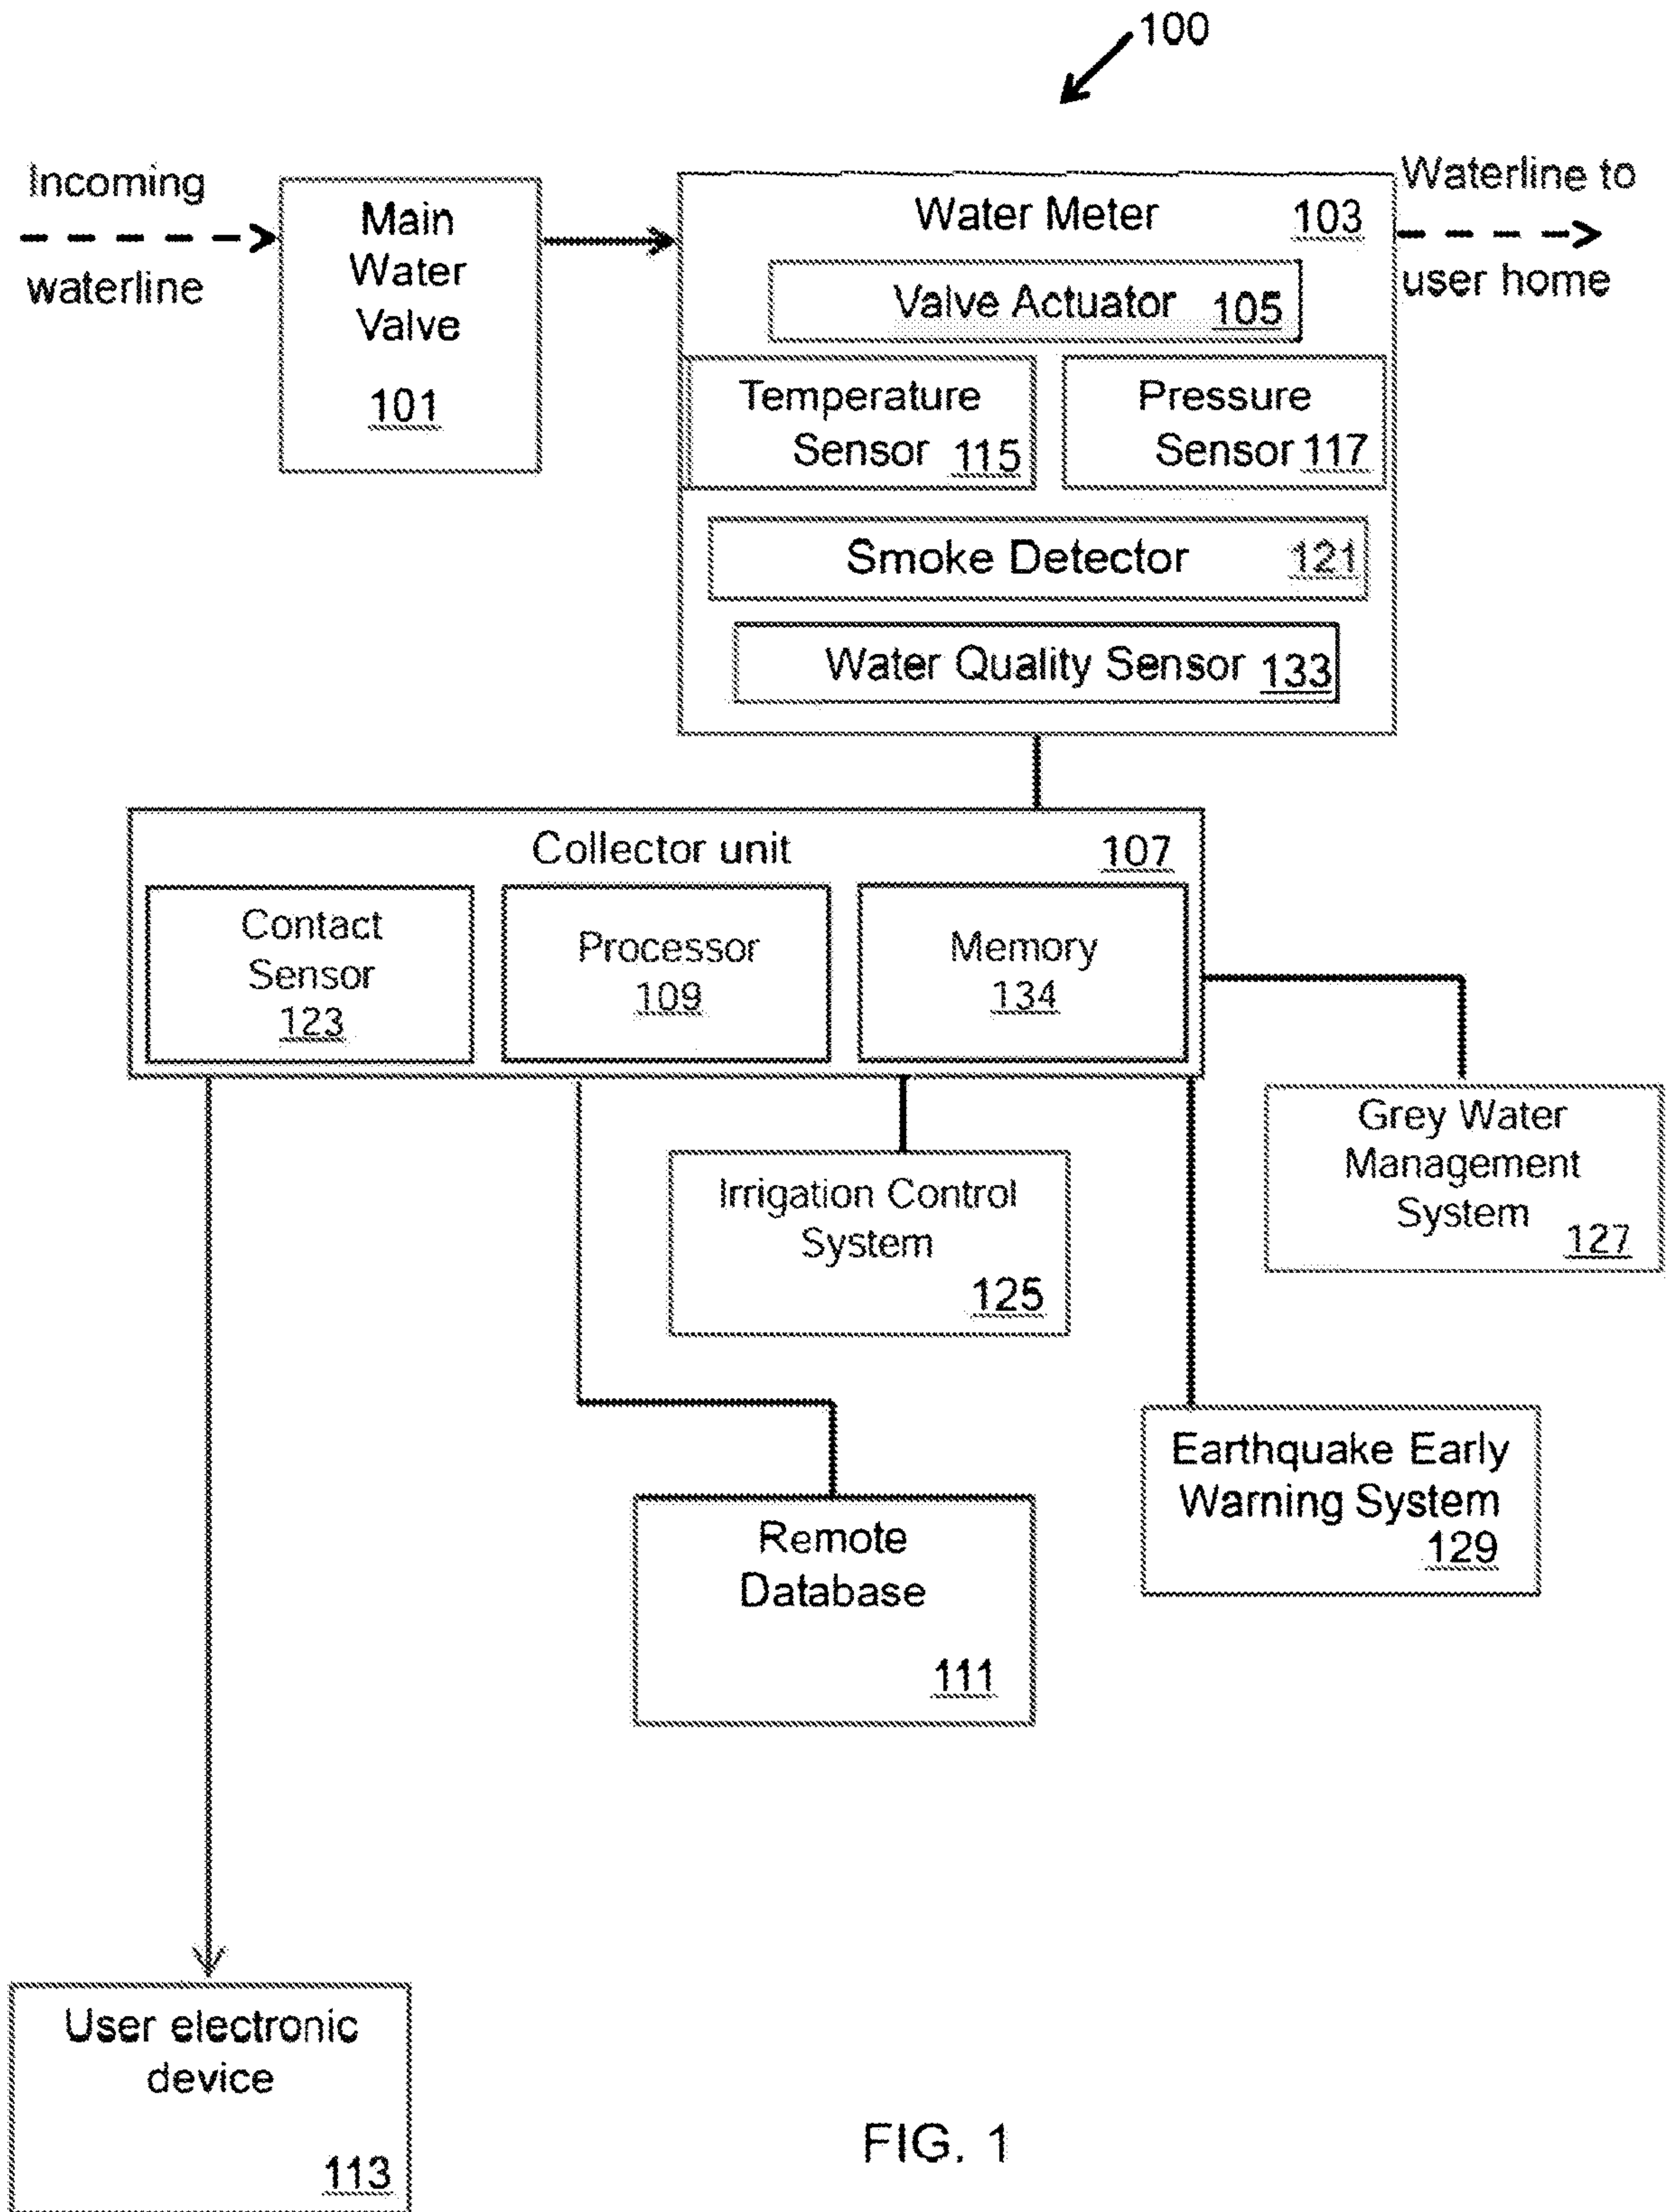 100
Incoming
waterline
Main
Water
Valve
101
Water Meter 103
Valve Actuator 105
Temperature
Sensor 115
Pressure
Sensor 117
Smoke Detector 121
Water Quality Sensor 133
Waterline to
user home
Collector unit 107
Contact
Sensor
123
Processor
109
Memory
134
Grey Water
Management
System
127
Irrigation Control
System
125
Earthquake Early
Warning System
129
Remote
Database
111
User electronic
device
113
FIG. 1